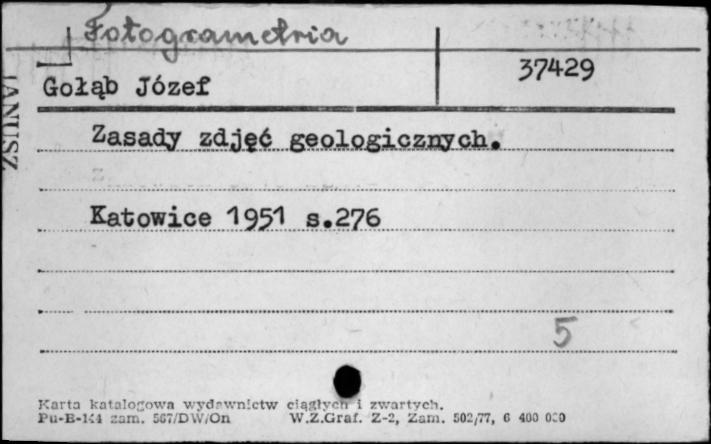 Fotogrametria
37429
Gołąb Józef
JANUSZ
Zasady zdjęć geologicznych.
Katowice 1951 s.276
5
Karta katalogowa wydawnictw ciągłych i zwartych.
Pu-B-144 zam. 567/DW/On W.Z.Graf. Z-2, Zam. 502/77, 6 400 000